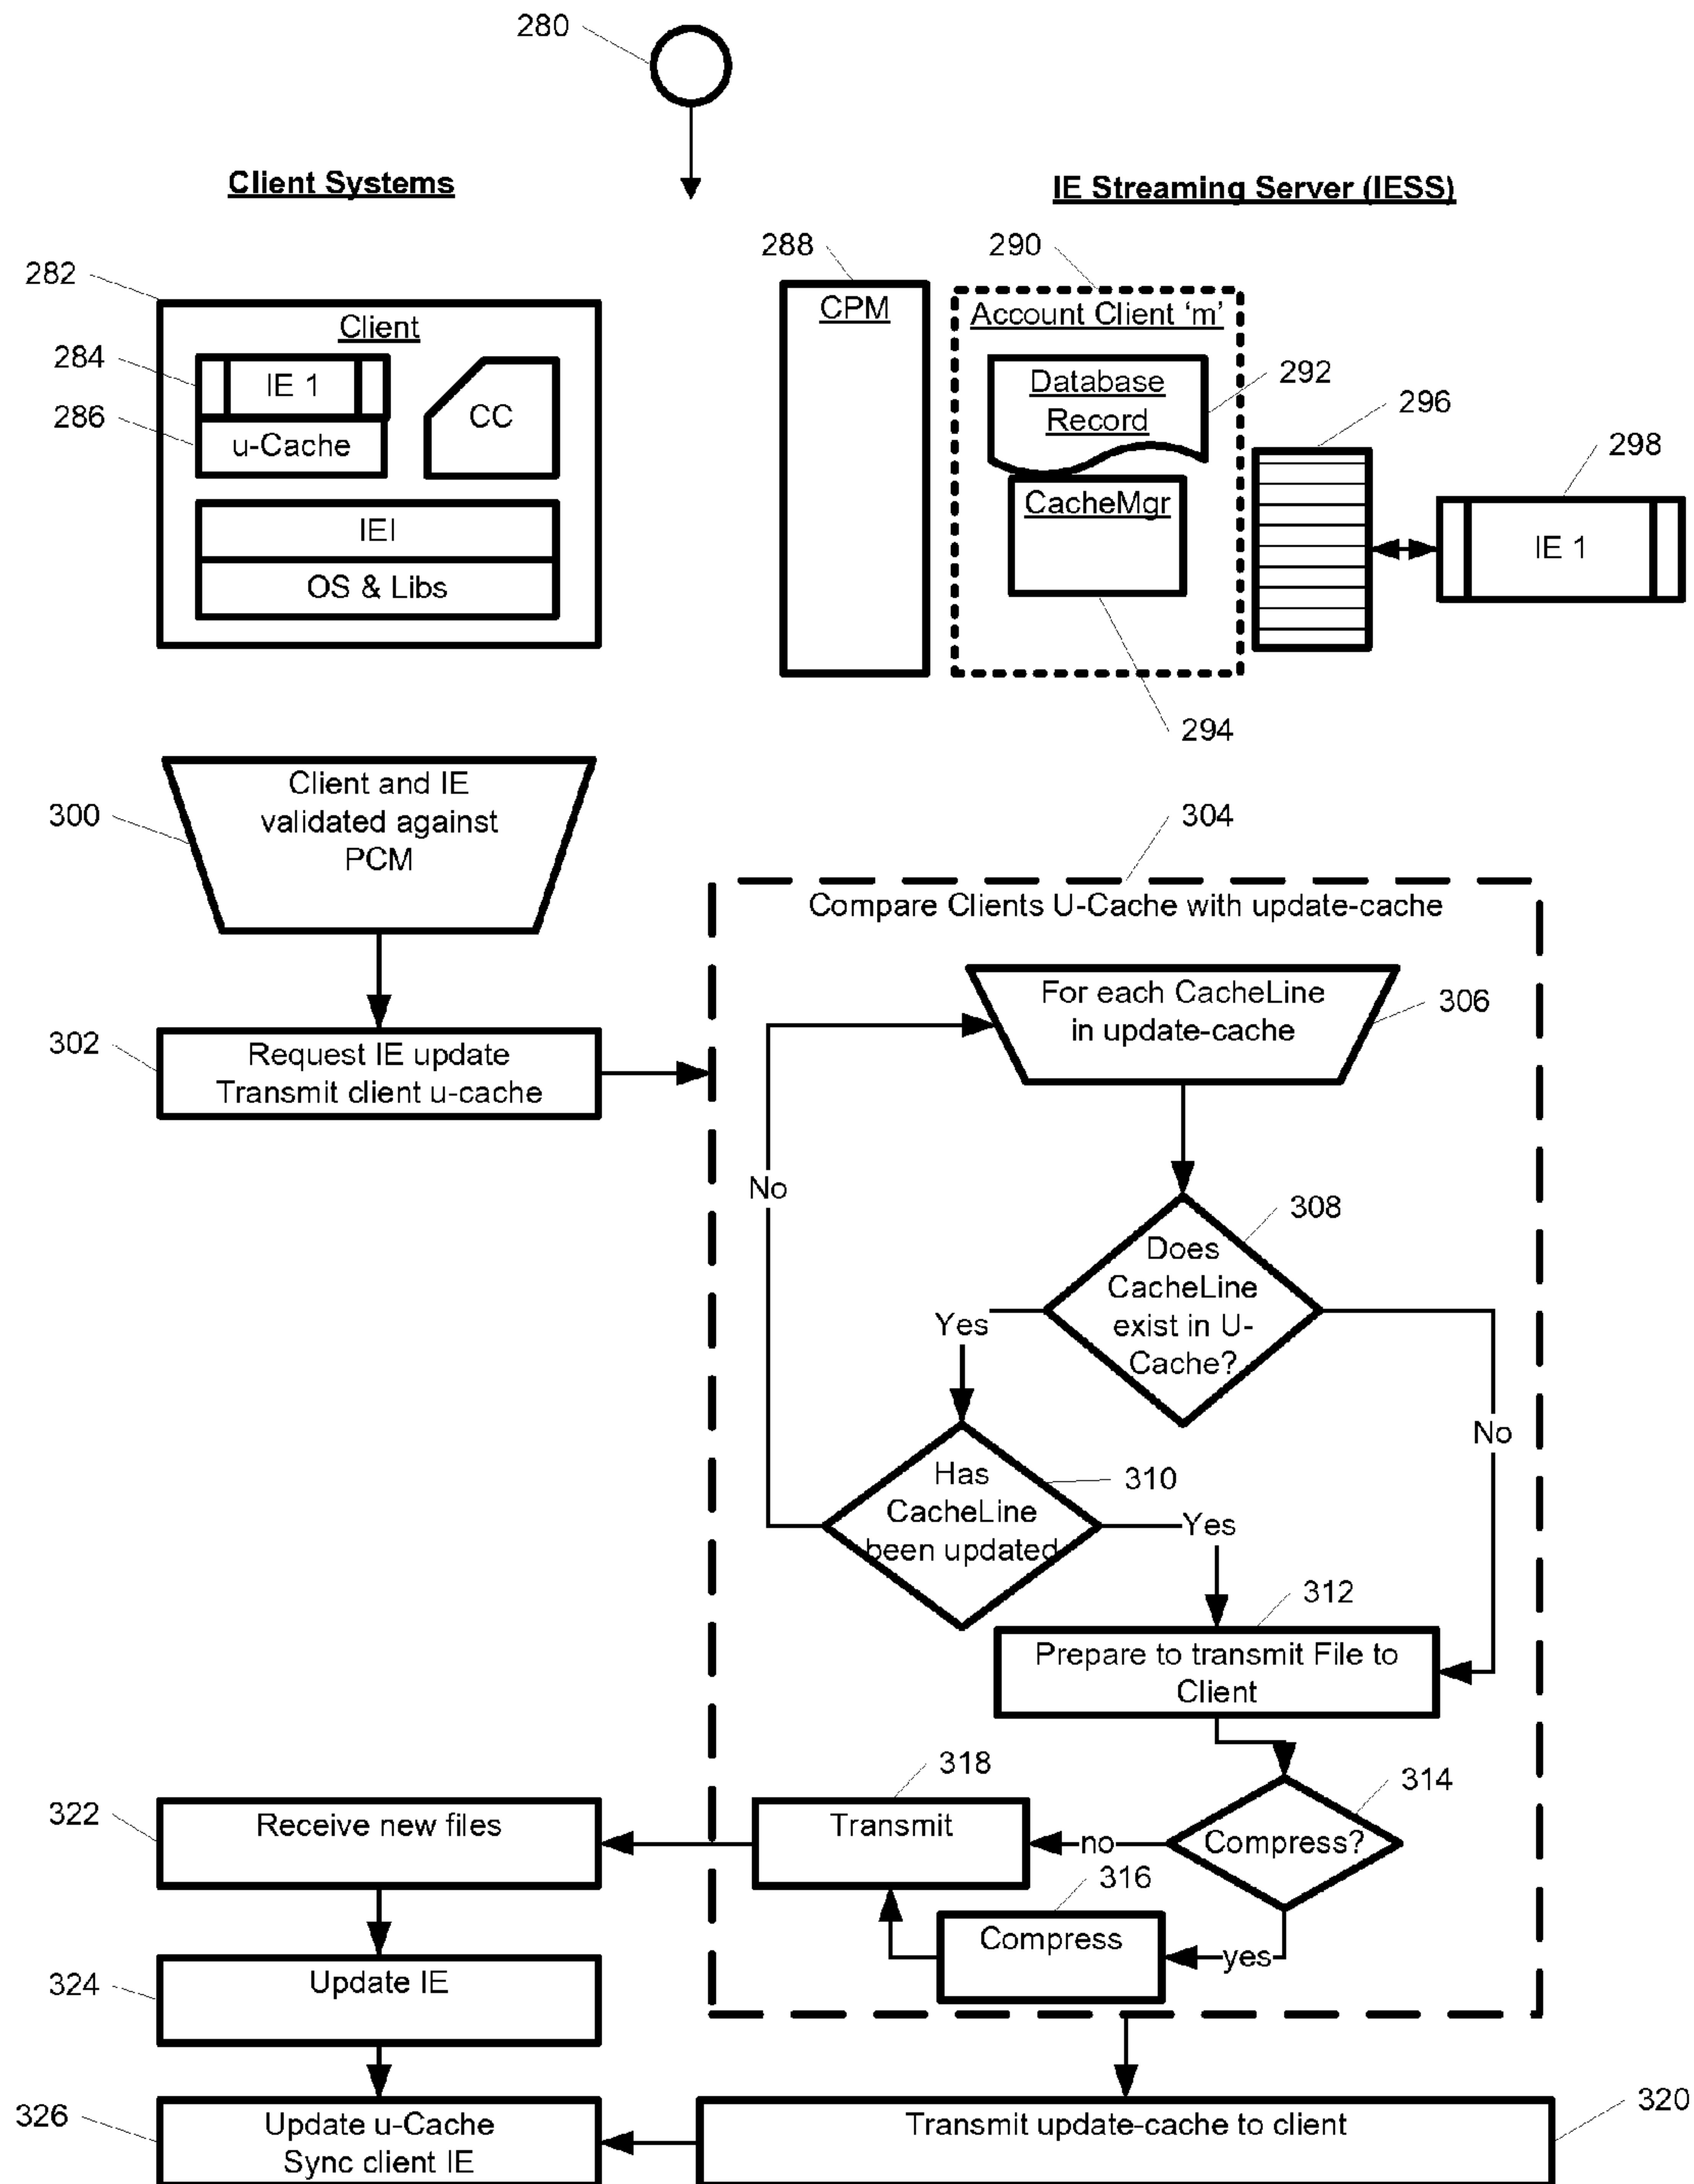 280
Client Systems
IE Streaming Server (IESS)
282
Client
284
IE 1
286
u-Cache
CC
IEI
OS & Libs
288
CPM
290
Account Client ‘m’
Database
Record
292
CacheMgr
294
296
298
IE 1
300
Client and IE
validated against
PCM
302
Request IE update
Transmit client u-cache
304
Compare Clients U-Cache with update-cache
For each CacheLine
in update-cache
306
No
308
Does
CacheLine
exist in U-
Cache?
Yes
No
Has
CacheLine
been updated
310
Yes
312
Prepare to transmit File to
Client
314
Compress?
no
318
Transmit
316
Compress
yes
322
Receive new files
324
Update IE
326
Update u-Cache
Sync client IE
Transmit update-cache to client
320